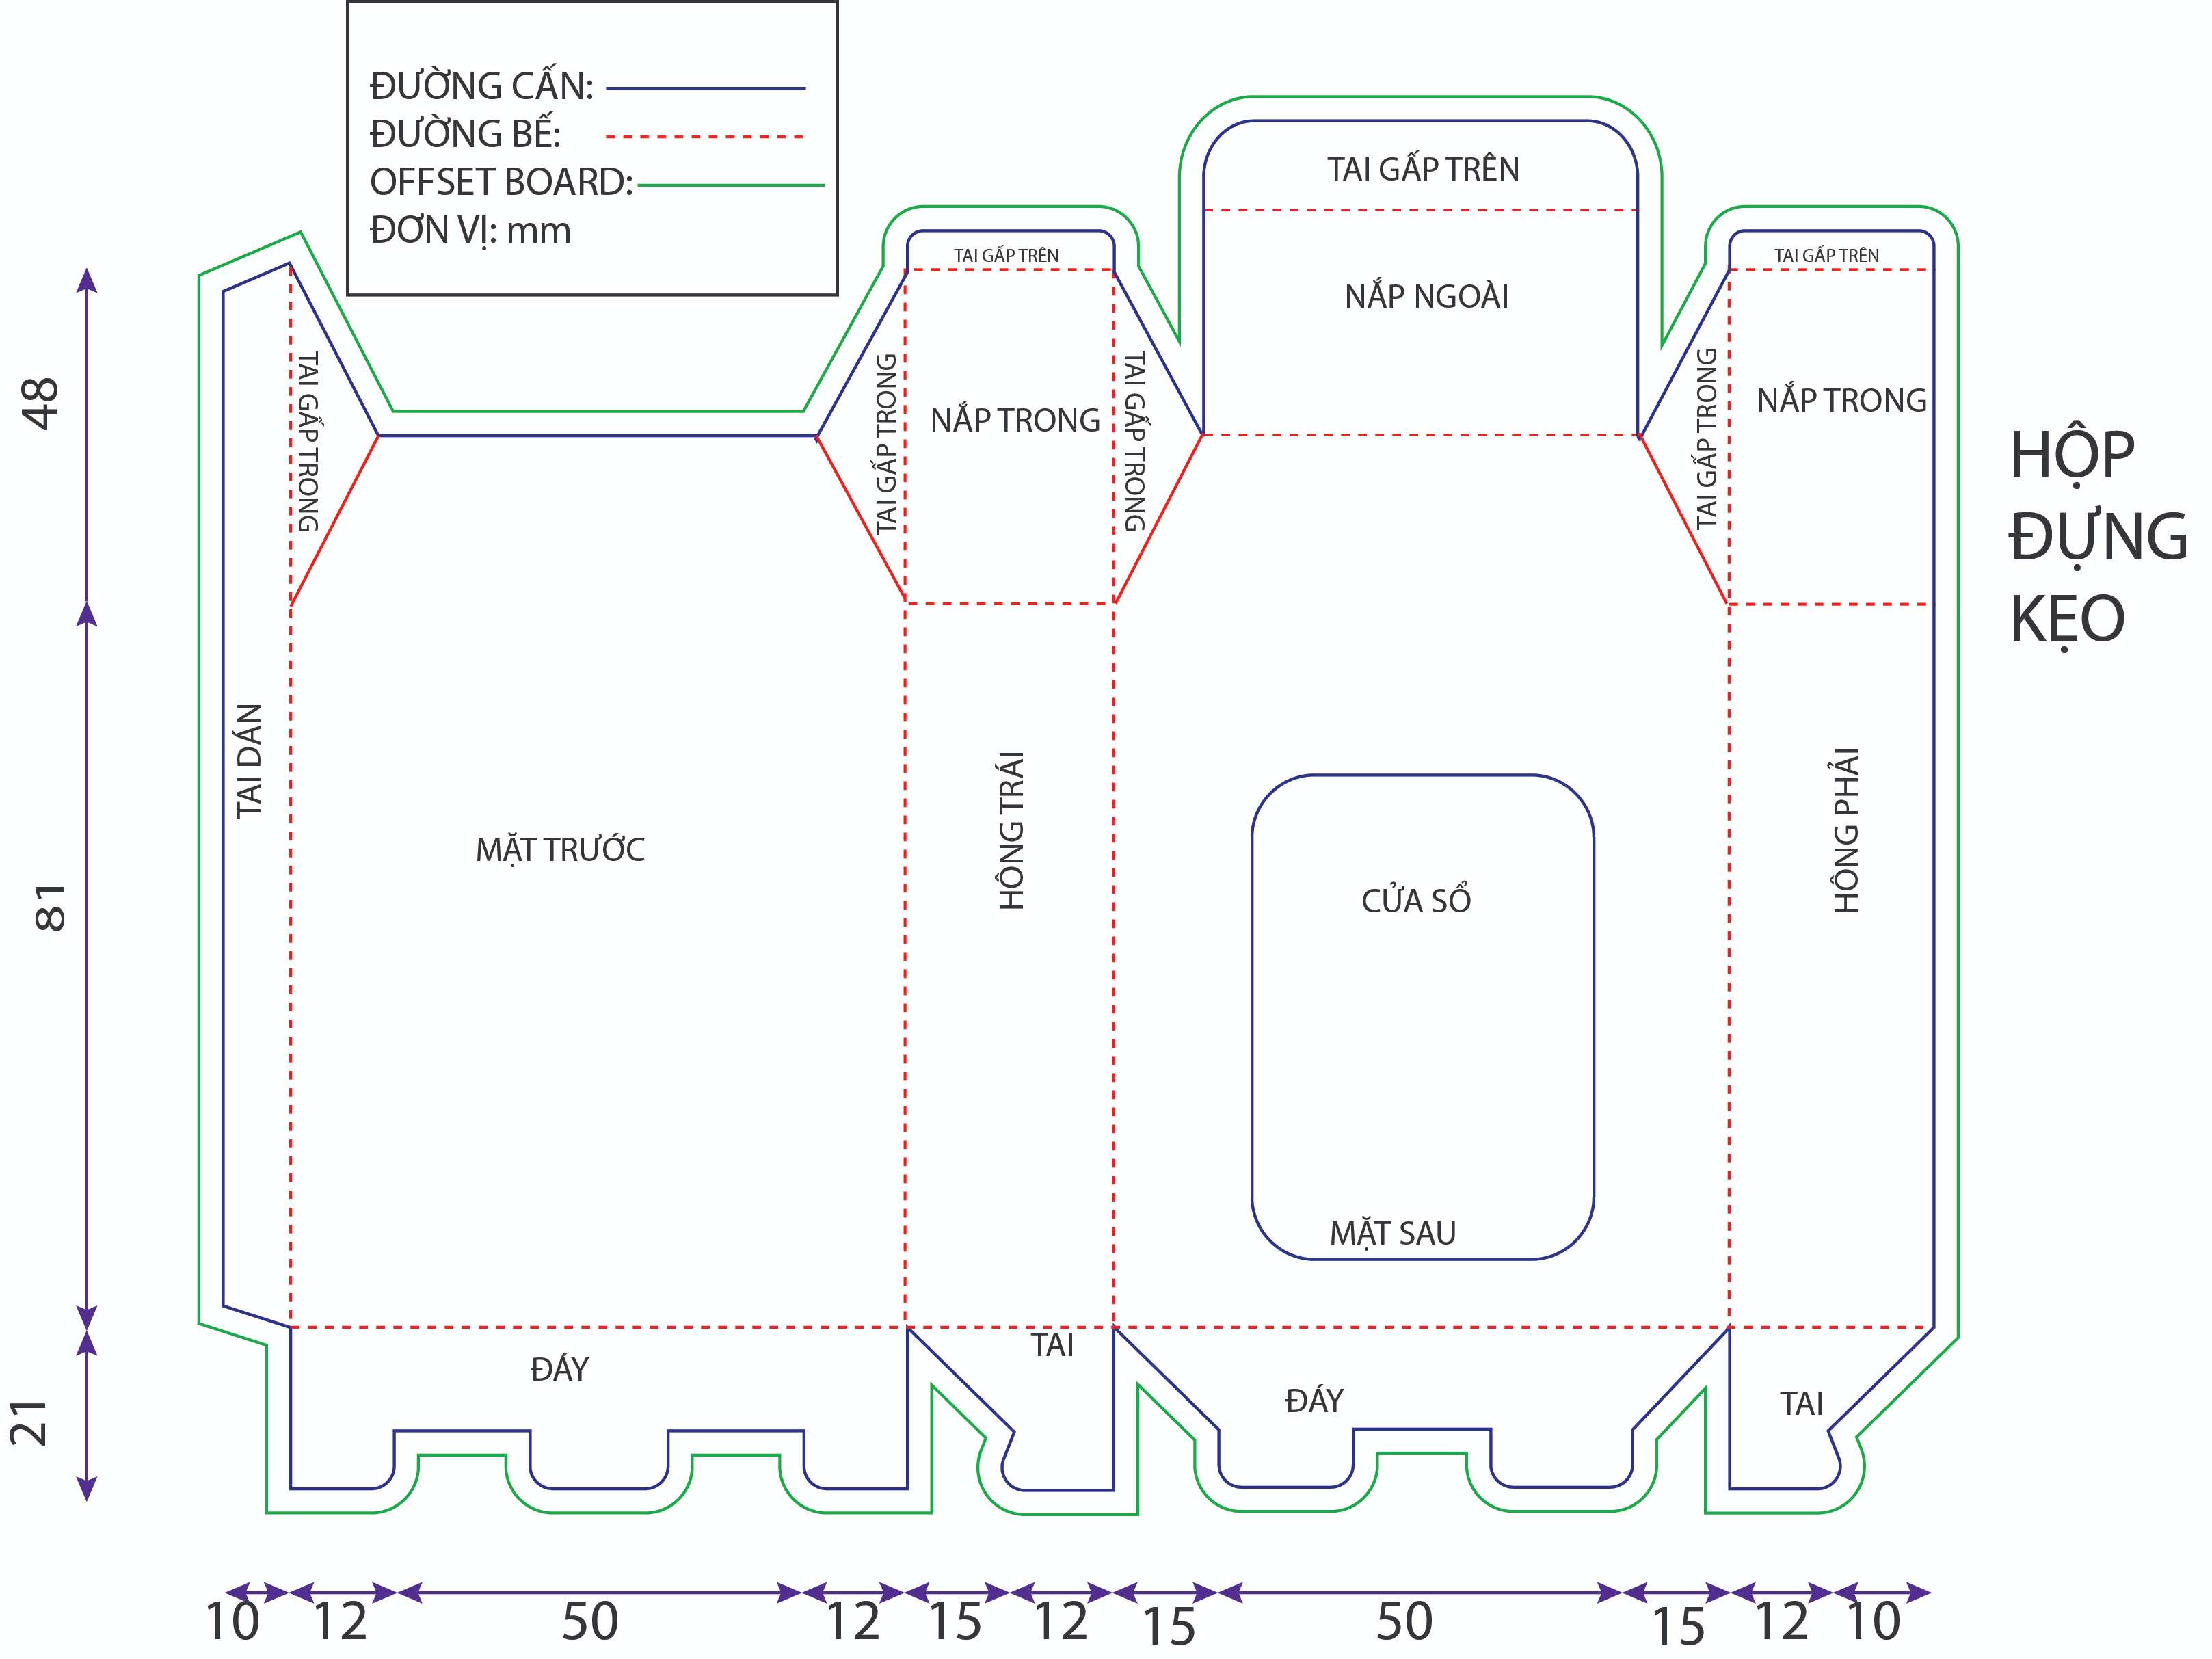 ĐƯỜNG CẤN:
ĐƯỜNG BẾ:
OFFSET BOARD:
ĐƠN VỊ: mm
TAI GẤP TRÊN
TAI GẤP TRÊN
TAI GẤP TRÊN
NẮP NGOÀI
TAI GẤP TRONG
TAI GẤP TRONG
NẮP TRONG
TAI GẤP TRONG
TAI GẤP TRONG
NẮP TRONG
HỘP
ĐỰNG
KẸO
48
TAI DÁN
MẶT TRƯỚC
HÔNG TRÁI
CỬA SỔ
HÔNG PHẢI
81
MẶT SAU
TAI
ĐÁY
ĐÁY
TAI
21
10 12 50 12 15 12 15 50 15 12 10